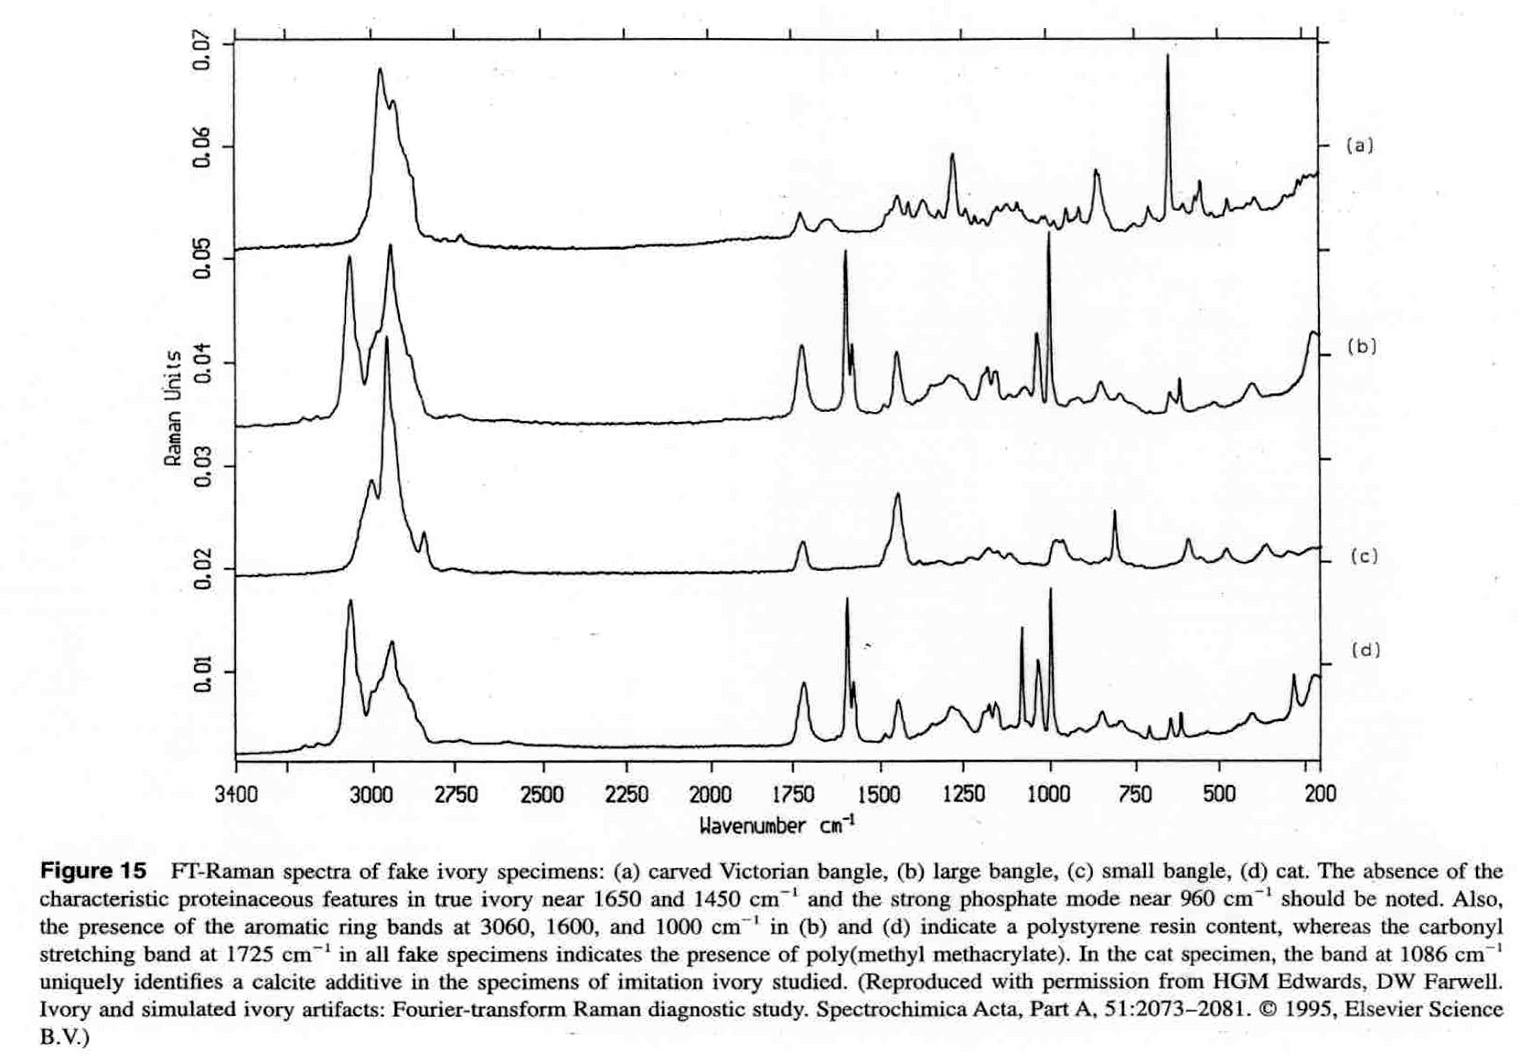 0.07
0.06
0.05
0.04
0.03
0.02
0.01
Raman Units
(a)
(b)
(c)
(d)
3400 3000 2750 2500 2250 2000 1750 1500 1250 1000 750 500 200
Wavenumber cm⁻¹
Figure 15 FT-Raman spectra of fake ivory specimens: (a) carved Victorian bangle, (b) large bangle, (c) small bangle, (d) cat. The absence of the
characteristic proteinaceous features in true ivory near 1650 and 1450 cm⁻¹ and the strong phosphate mode near 960 cm⁻¹ should be noted. Also,
the presence of the aromatic ring bands at 3060, 1600, and 1000 cm⁻¹ in (b) and (d) indicate a polystyrene resin content, whereas the carbonyl
stretching band at 1725 cm⁻¹ in all fake specimens indicates the presence of poly(methyl methacrylate). In the cat specimen, the band at 1086 cm⁻¹
uniquely identifies a calcite additive in the specimens of imitation ivory studied. (Reproduced with permission from HGM Edwards, DW Farwell.
Ivory and simulated ivory artifacts: Fourier-transform Raman diagnostic study. Spectrochimica Acta, Part A, 51:2073–2081. © 1995, Elsevier Science
B.V.)